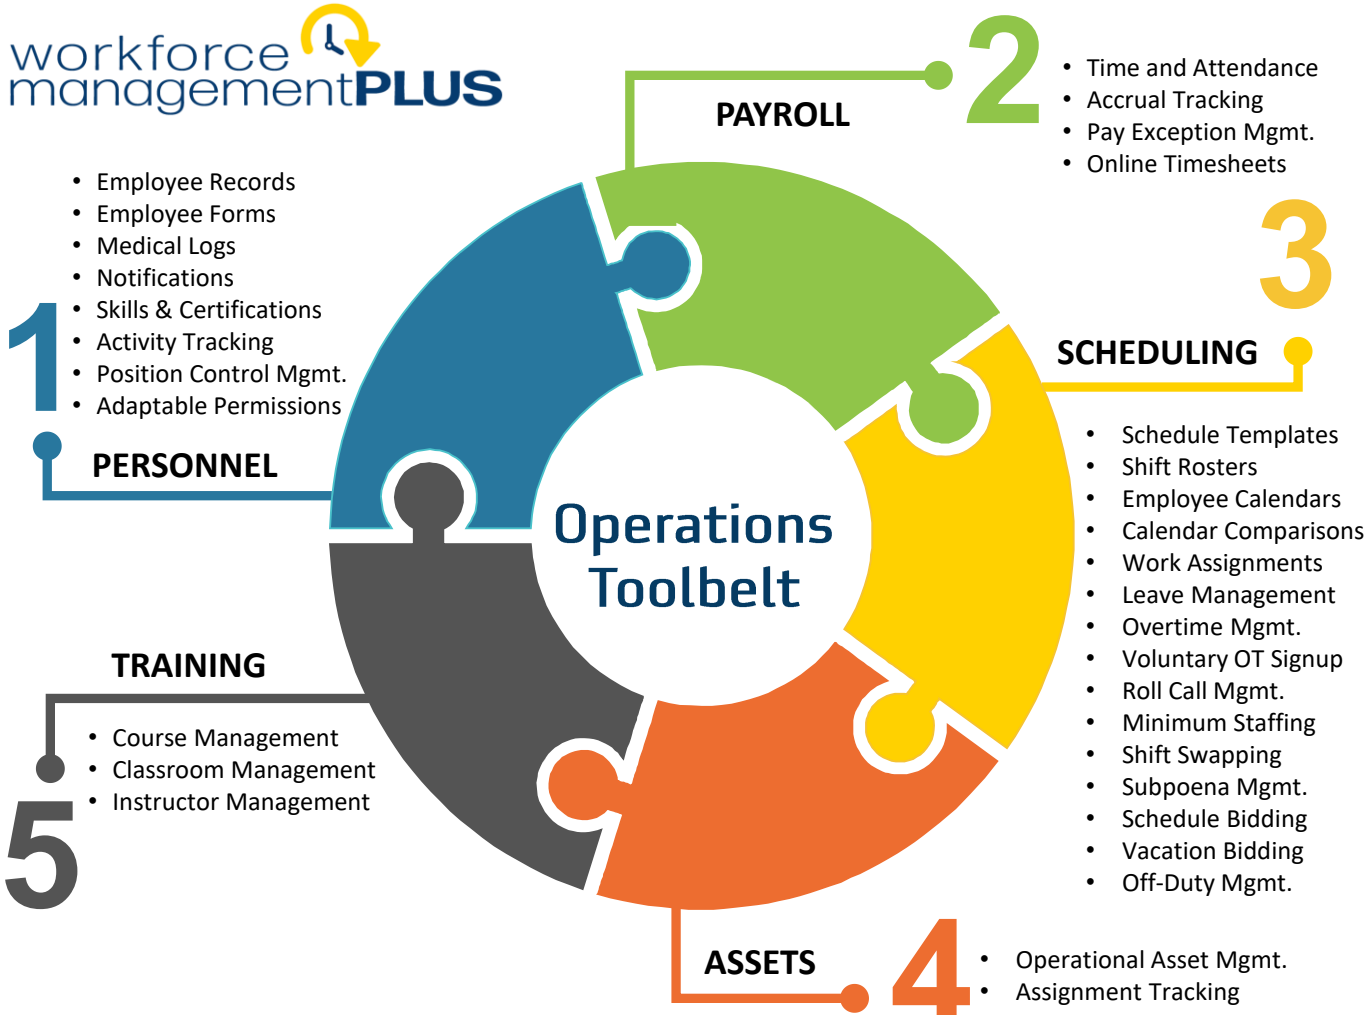 workforce
managementPLUS
1
• Employee Records
• Employee Forms
• Medical Logs
• Notifications
• Skills & Certifications
• Activity Tracking
• Position Control Mgmt.
• Adaptable Permissions
PERSONNEL
PAYROLL
2
• Time and Attendance
• Accrual Tracking
• Pay Exception Mgmt.
• Online Timesheets
3
SCHEDULING
• Schedule Templates
• Shift Rosters
• Employee Calendars
• Calendar Comparisons
• Work Assignments
• Leave Management
• Overtime Mgmt.
• Voluntary OT Signup
• Roll Call Mgmt.
• Minimum Staffing
• Shift Swapping
• Subpoena Mgmt.
• Schedule Bidding
• Vacation Bidding
• Off-Duty Mgmt.
Operations
Toolbelt
ASSETS
4
• Operational Asset Mgmt.
• Assignment Tracking
TRAINING
• Course Management
• Classroom Management
• Instructor Management
5